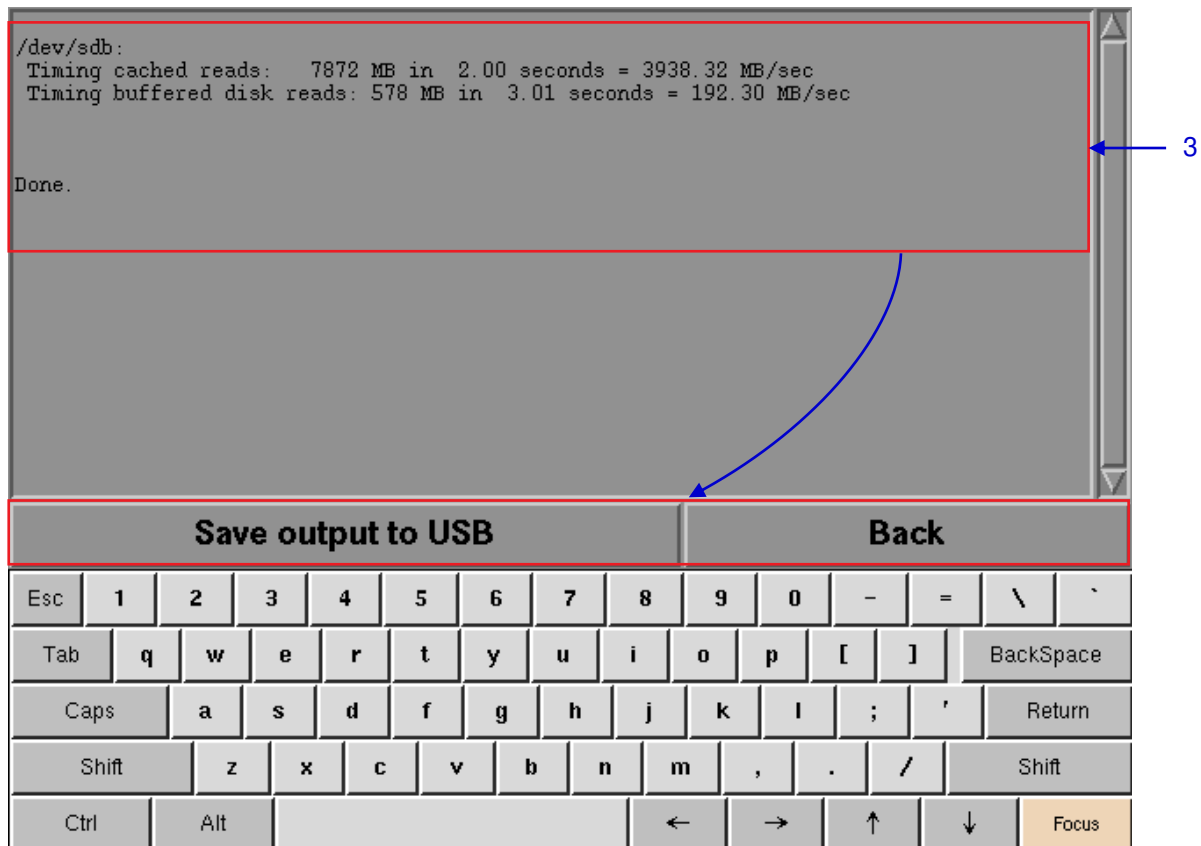 /dev/sdb:
Timing cached reads:   7872 MB in  2.00 seconds = 3938.32 MB/sec
Timing buffered disk reads: 578 MB in  3.01 seconds = 192.30 MB/sec
3
Done.
Save output to USB Back
Esc 1 2 3 4 5 6 7 8 9 0 - = \ `
Tab q w e r t y u i o p [ ] BackSpace
Caps a s d f g h j k l ; ' Return
Shift z x c v b n m , . / Shift
Ctrl Alt ← → ↑ ↓ Focus